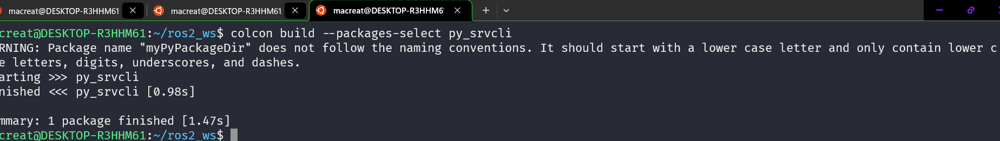 macreat@DESKTOP-R3HHM61 macreat@DESKTOP-R3HHM61 macreat@DESKTOP-R3HHM6
creat@DESKTOP-R3HHM61:~/ros2_ws$ colcon build --packages-select py_srvcli
RNING: Package name "myPyPackageDir" does not follow the naming conventions. It should start with a lower case letter and only contain lower c
e letters, digits, underscores, and dashes.
arting >>> py_srvcli
nished <<< py_srvcli [0.98s]
mmary: 1 package finished [1.47s]
creat@DESKTOP-R3HHM61:~/ros2_ws$